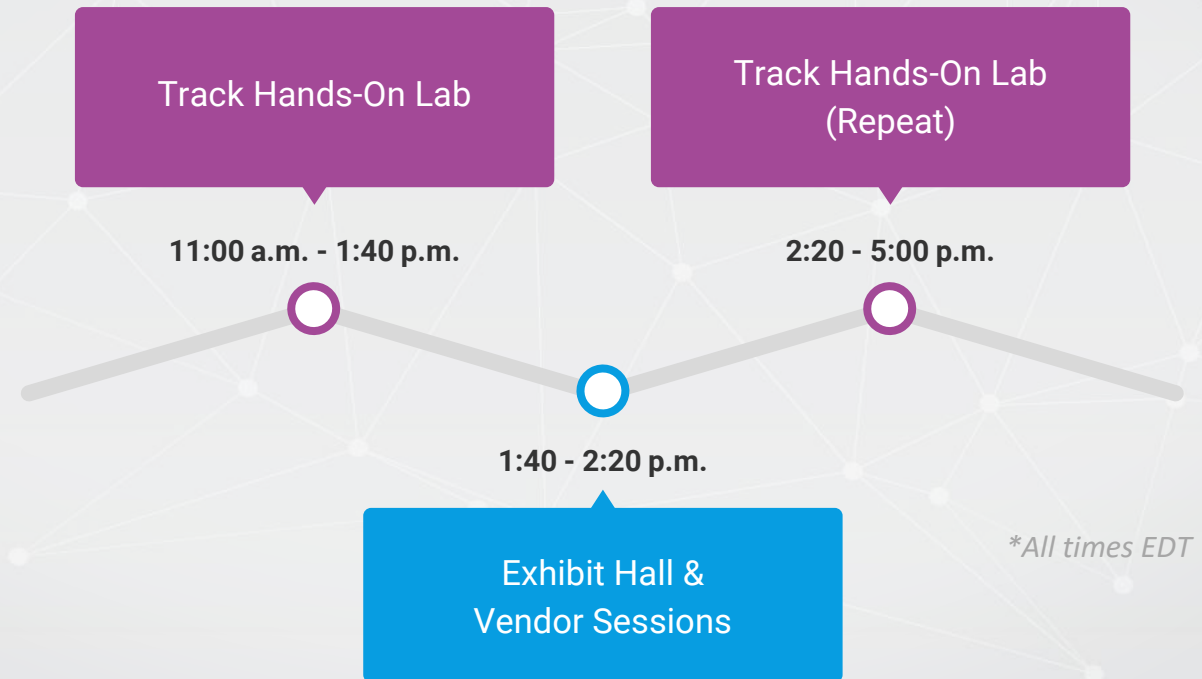 Track Hands-On Lab
11:00 a.m. - 1:40 p.m.
Track Hands-On Lab
(Repeat)
2:20 - 5:00 p.m.
1:40 - 2:20 p.m.
Exhibit Hall &
Vendor Sessions
*All times EDT